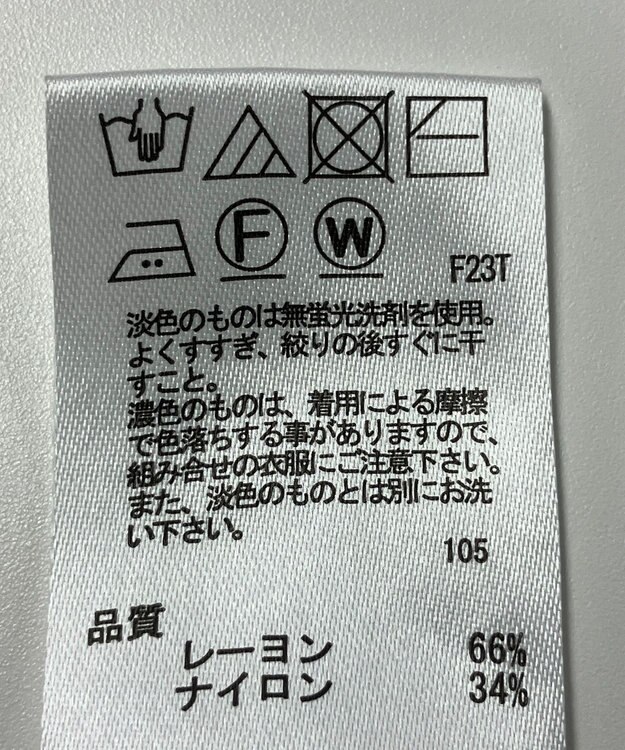 F
W
F23T
淡色のものは無蛍光洗剤を使用。
よくすすぎ、絞りの後すぐに干
すこと。
濃色のものは、着用による摩擦
で色落ちする事がありますので、
組み合せの衣服にご注意下さい。
また、淡色のものとは別にお洗
い下さい。
105
品質
レーヨン 66%
ナイロン 34%